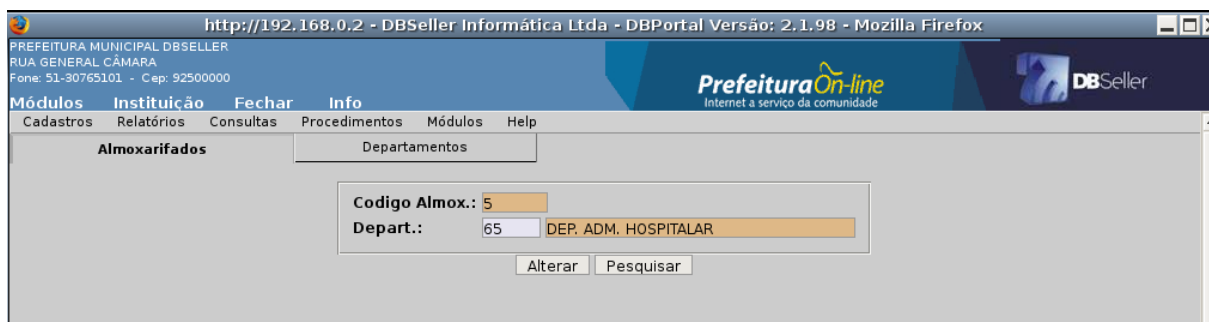 http://192.168.0.2 - DBSeller Informática Ltda - DBPortal Versão: 2.1.98 - Mozilla Firefox
PREFEITURA MUNICIPAL DBSELLER
RUA GENERAL CÂMARA
Fone: 51-30765101 - Cep: 92500000
Prefeitura On-line
Internet a serviço da comunidade
DBSeller
Módulos Instituição Fechar Info
Cadastros Relatórios Consultas Procedimentos Módulos Help
Almoxarifados Departamentos
Codigo Almox.: 5
Depart.: 65 DEP. ADM. HOSPITALAR
Alterar Pesquisar